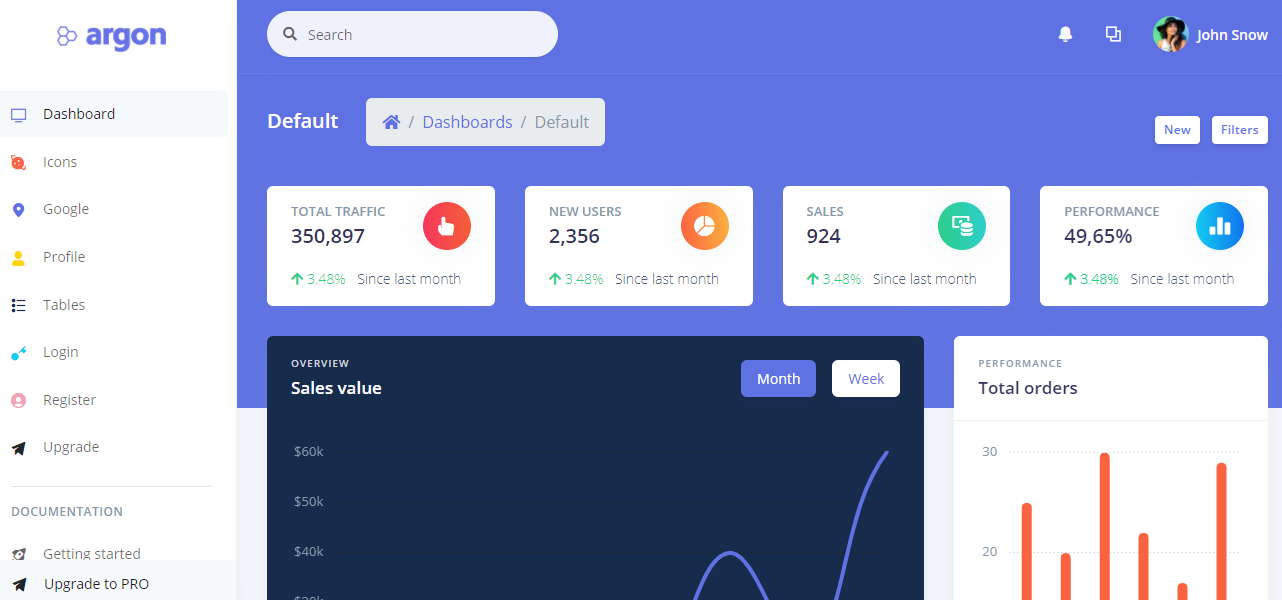 argon
Search
John Snow
Dashboard
Icons
Google
Profile
Tables
Login
Register
Upgrade
DOCUMENTATION
Getting started
Upgrade to PRO
Default
/ Dashboards / Default
New
Filters
TOTAL TRAFFIC
350,897
3.48% Since last month
NEW USERS
2,356
3.48% Since last month
SALES
924
3.48% Since last month
PERFORMANCE
49,65%
3.48% Since last month
OVERVIEW
Sales value
Month
Week
$60k
$50k
$40k
PERFORMANCE
Total orders
30
20